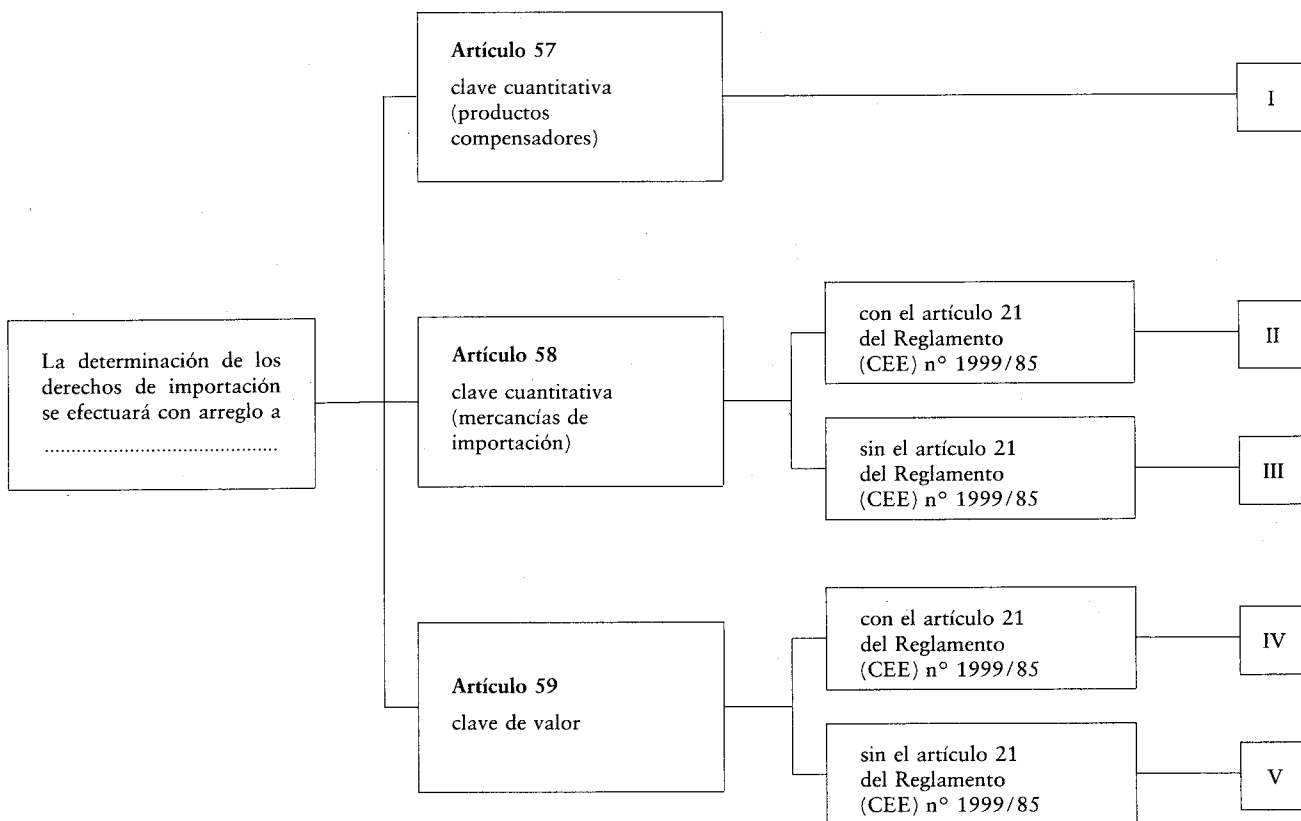 La determinación de los
derechos de importación
se efectuará con arreglo a
..........................................
Artículo 57
clave cuantitativa
(productos
compensadores)
I
Artículo 58
clave cuantitativa
(mercancías de
importación)
con el artículo 21
del Reglamento
(CEE) n° 1999/85
II
sin el artículo 21
del Reglamento
(CEE) n° 1999/85
III
Artículo 59
clave de valor
con el artículo 21
del Reglamento
(CEE) n° 1999/85
IV
sin el artículo 21
del Reglamento
(CEE) n° 1999/85
V